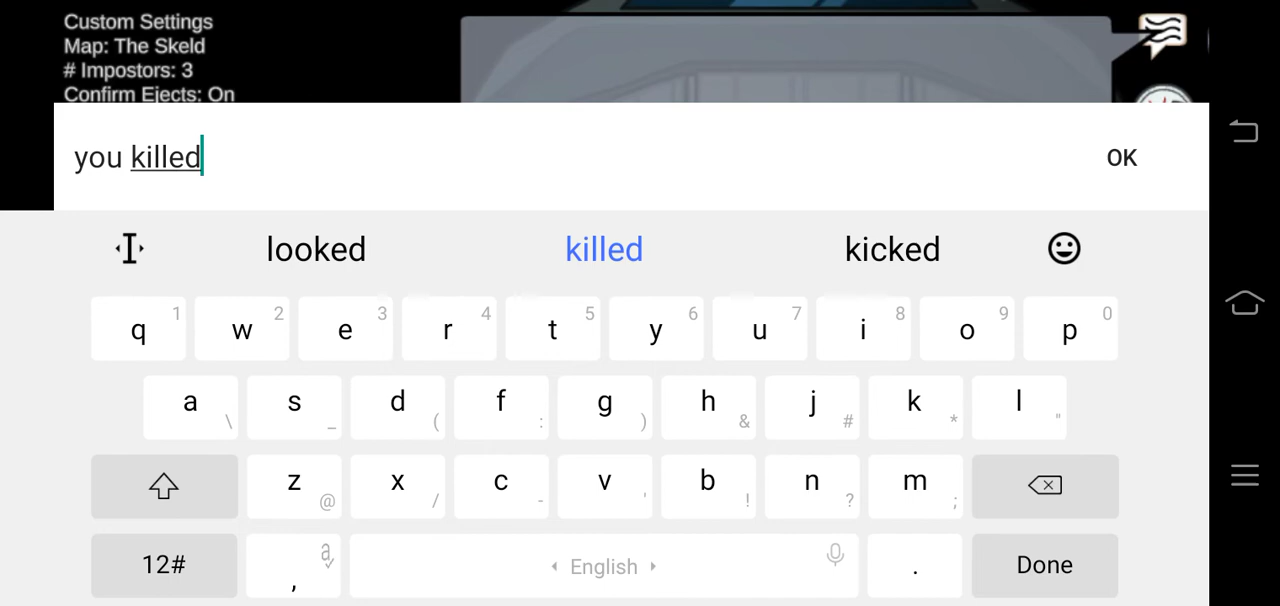 Custom Settings
Map: The Skeld
# Impostors: 3
Confirm Ejects: On
you killed
OK
looked killed kicked
q 1 w 2 e 3 r 4 t 5 y 6 u 7 i 8 o 9 p 0
a \ s _ d ( f : g ) h & j # k * l "
z @ x / c - v ' b ! n ? m ;
12# , a English . Done